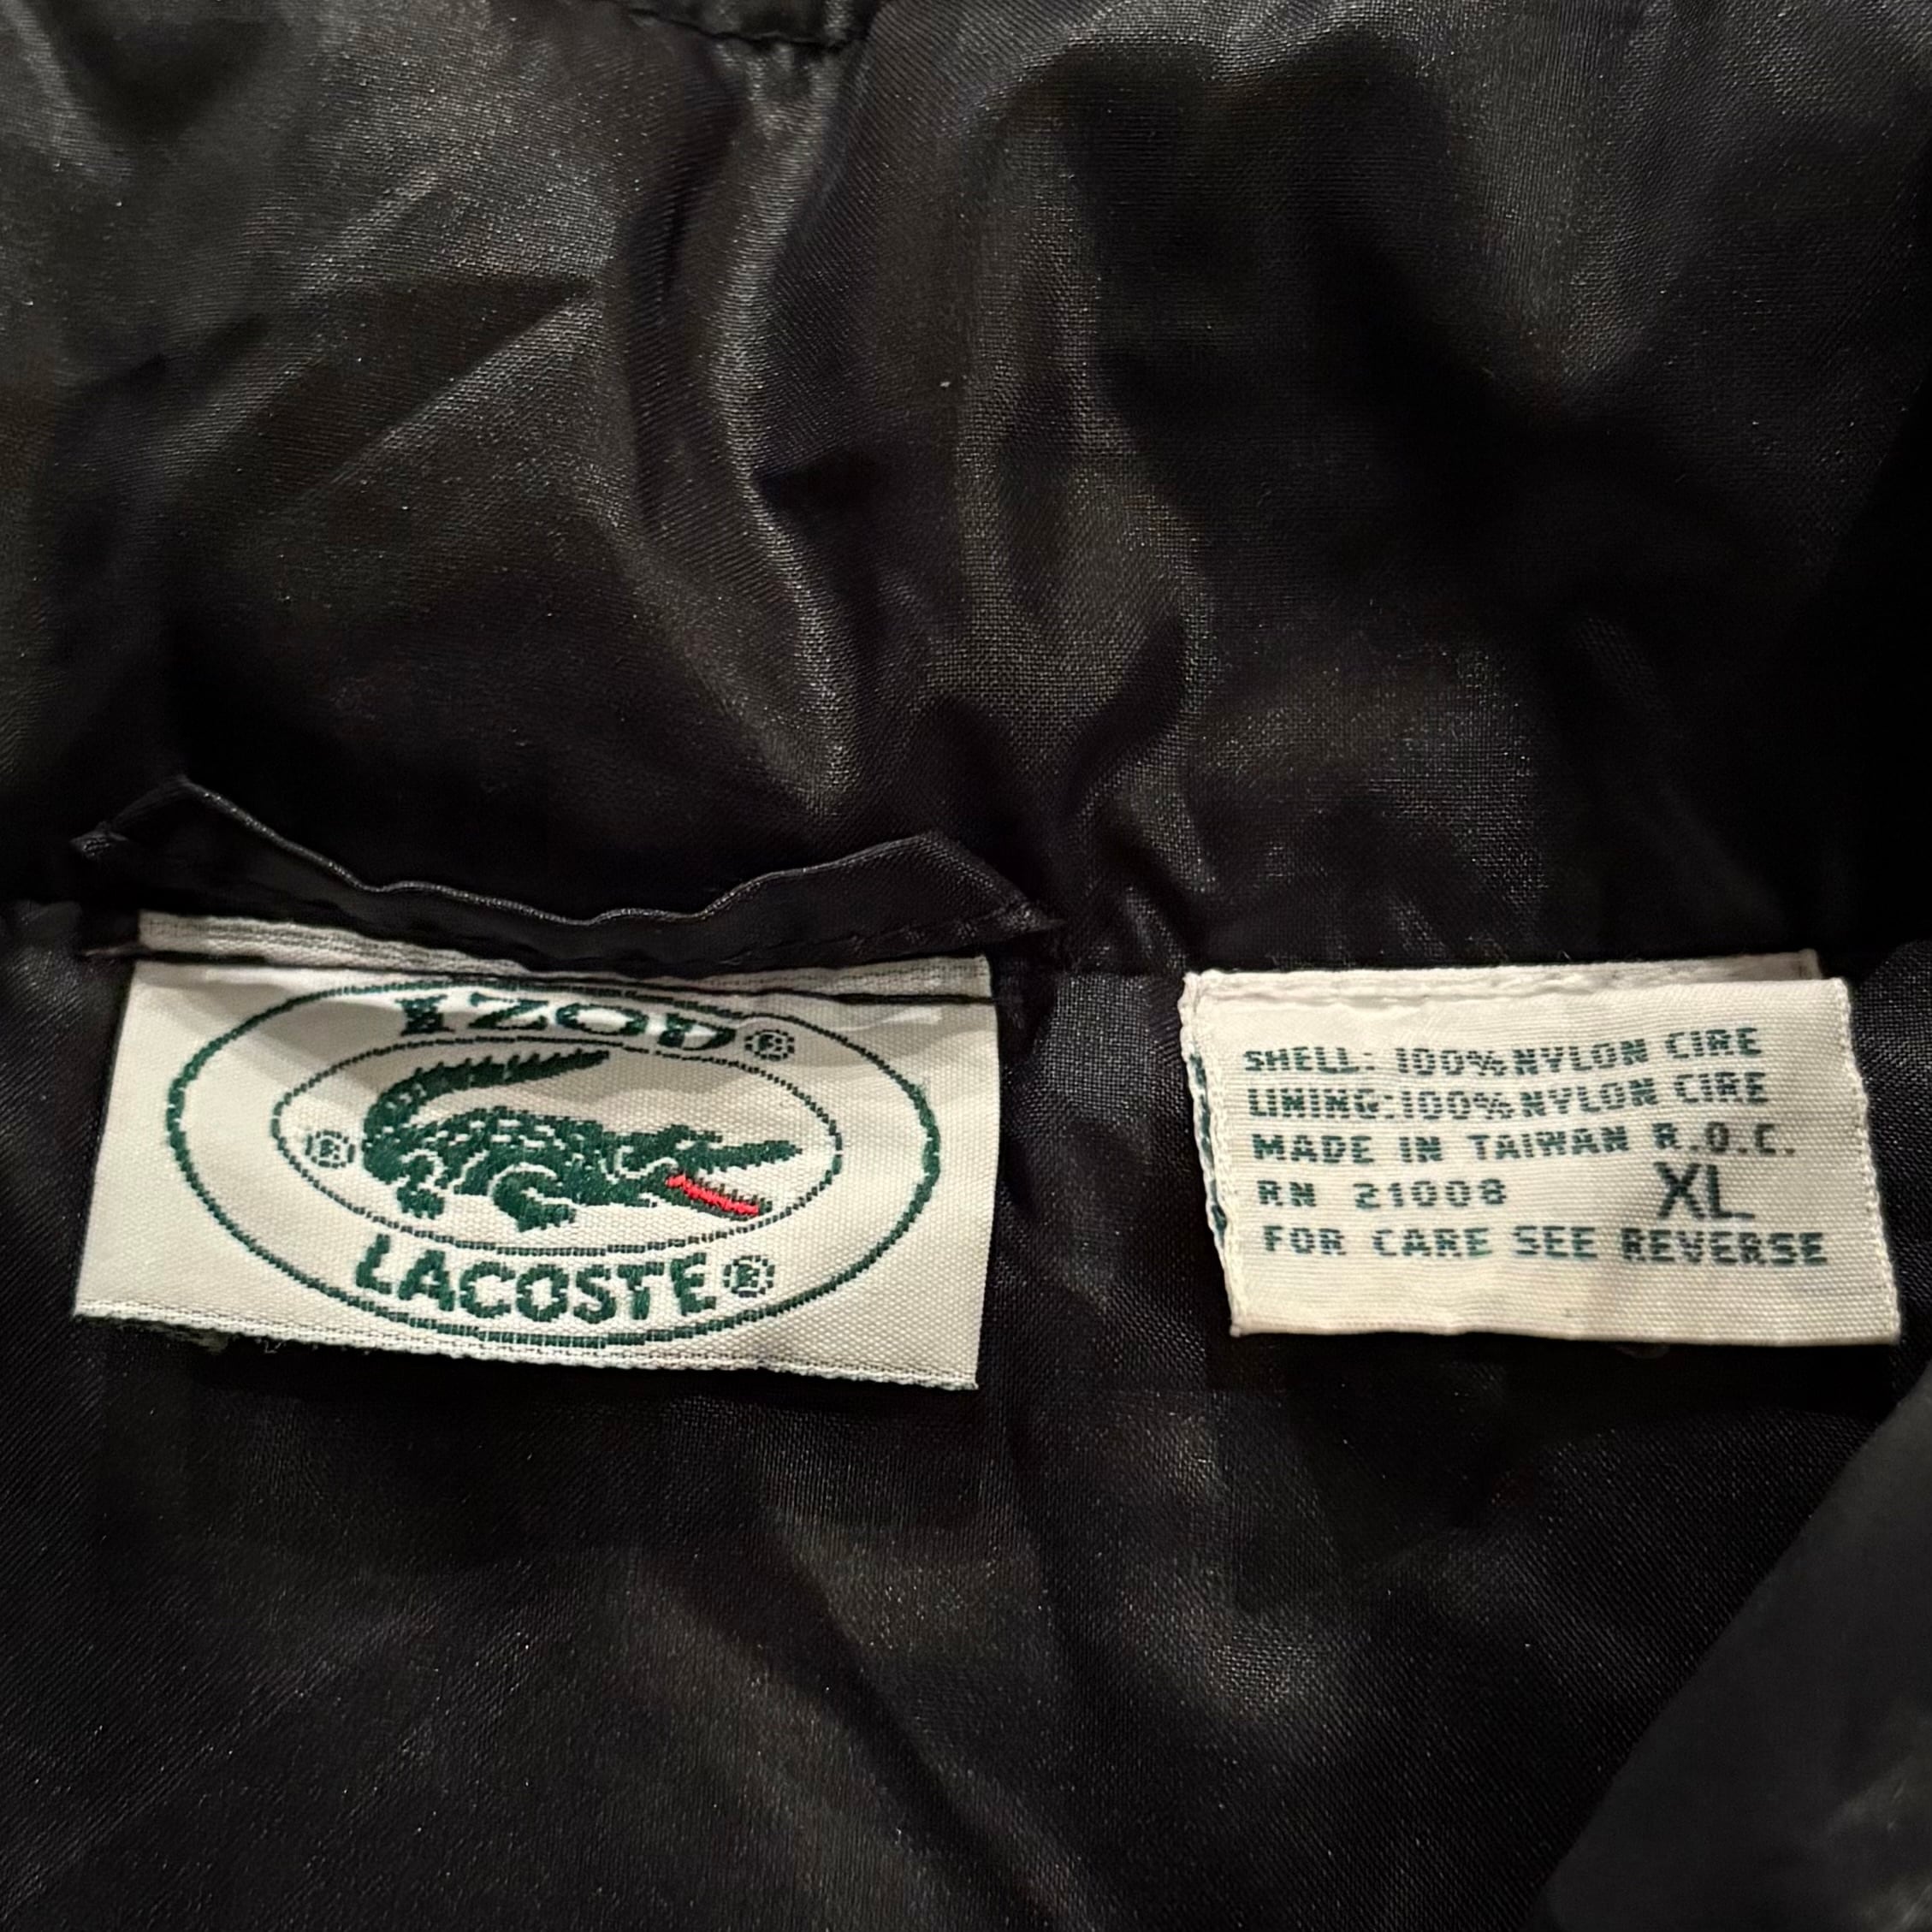 IZOD®
®
LACOSTE®
SHELL: 100% NYLON CIRE
LINING: 100% NYLON CIRE
MADE IN TAIWAN R.O.C.
RN 21008 XL
FOR CARE SEE REVERSE